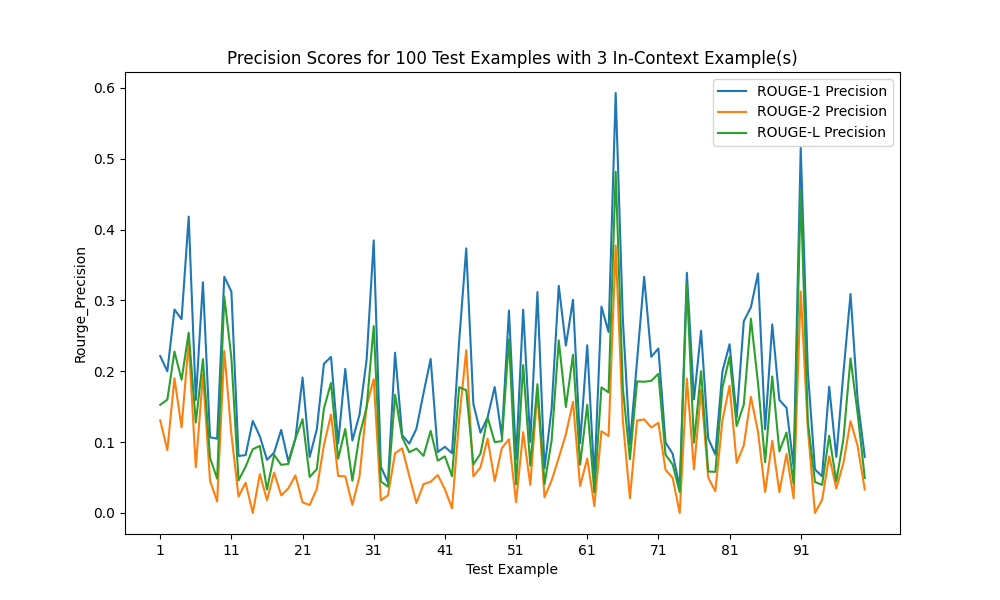 Precision Scores for 100 Test Examples with 3 In-Context Example(s)
ROUGE-1 Precision
ROUGE-2 Precision
ROUGE-L Precision
Rourge_Precision
0.6
0.5
0.4
0.3
0.2
0.1
0.0
1 11 21 31 41 51 61 71 81 91
Test Example